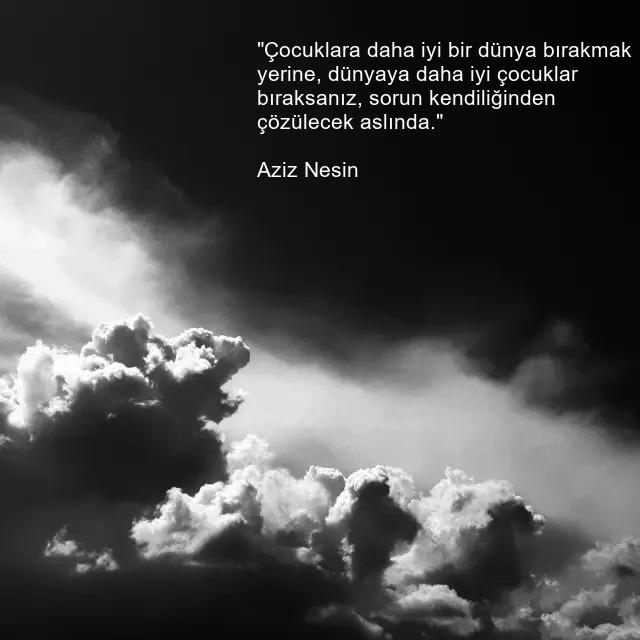 "Çocuklara daha iyi bir dünya bırakmak
yerine, dünyaya daha iyi çocuklar
bıraksanız, sorun kendiliğinden
çözülecek aslında."
Aziz Nesin